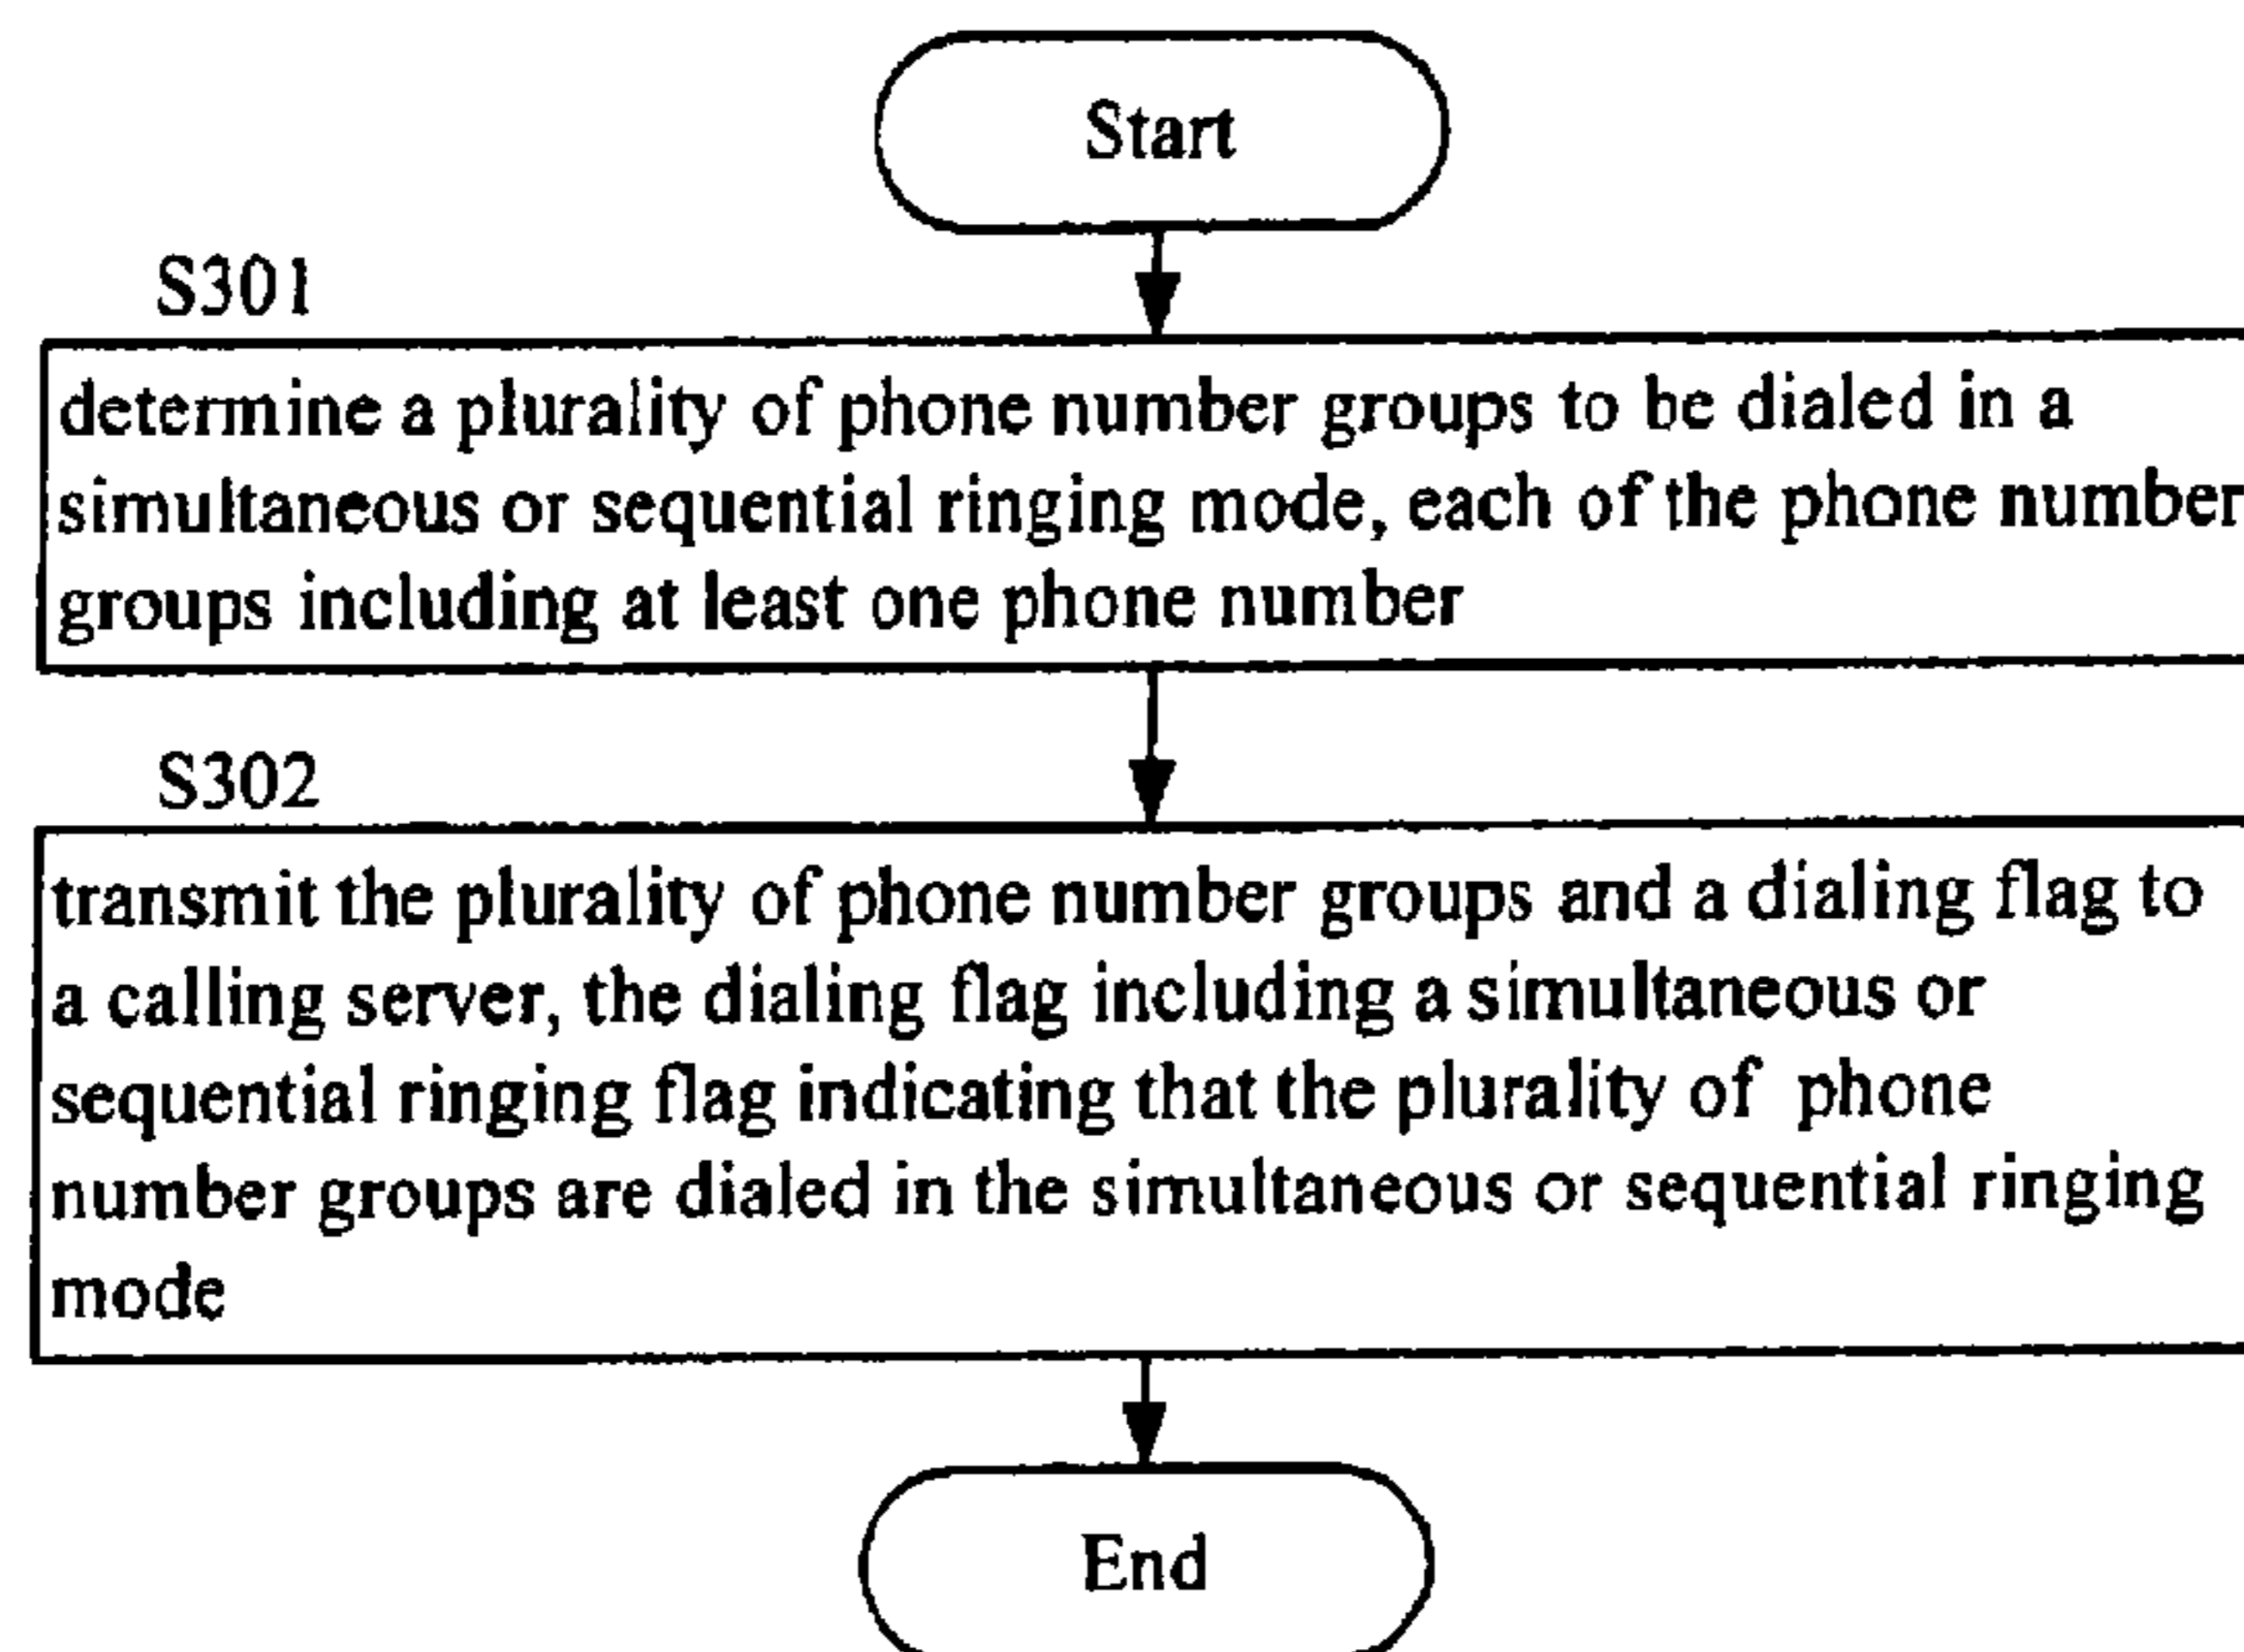 Start
S301
determine a plurality of phone number groups to be dialed in a
simultaneous or sequential ringing mode, each of the phone number
groups including at least one phone number
S302
transmit the plurality of phone number groups and a dialing flag to
a calling server, the dialing flag including a simultaneous or
sequential ringing flag indicating that the plurality of phone
number groups are dialed in the simultaneous or sequential ringing
mode
End